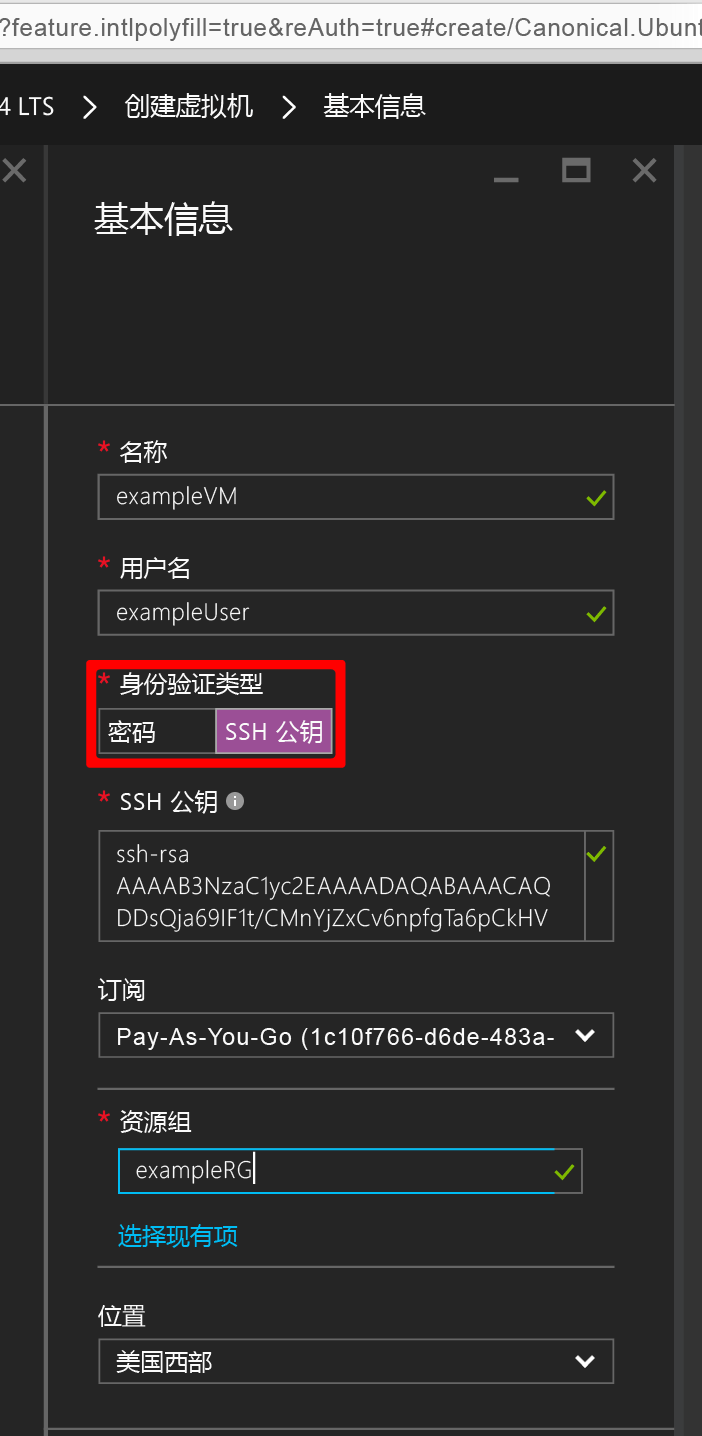 ?feature.intlpolyfill=true&reAuth=true#create/Canonical.Ubunt
4 LTS > 创建虚拟机 > 基本信息
基本信息
* 名称
exampleVM
* 用户名
exampleUser
* 身份验证类型
密码 SSH 公钥
* SSH 公钥
ssh-rsa
AAAAB3NzaC1yc2EAAAADAQABAAACAQ
DDsQja69IF1t/CMnYjZxCv6npfgTa6pCkHV
订阅
Pay-As-You-Go (1c10f766-d6de-483a-
* 资源组
exampleRG
选择现有项
位置
美国西部